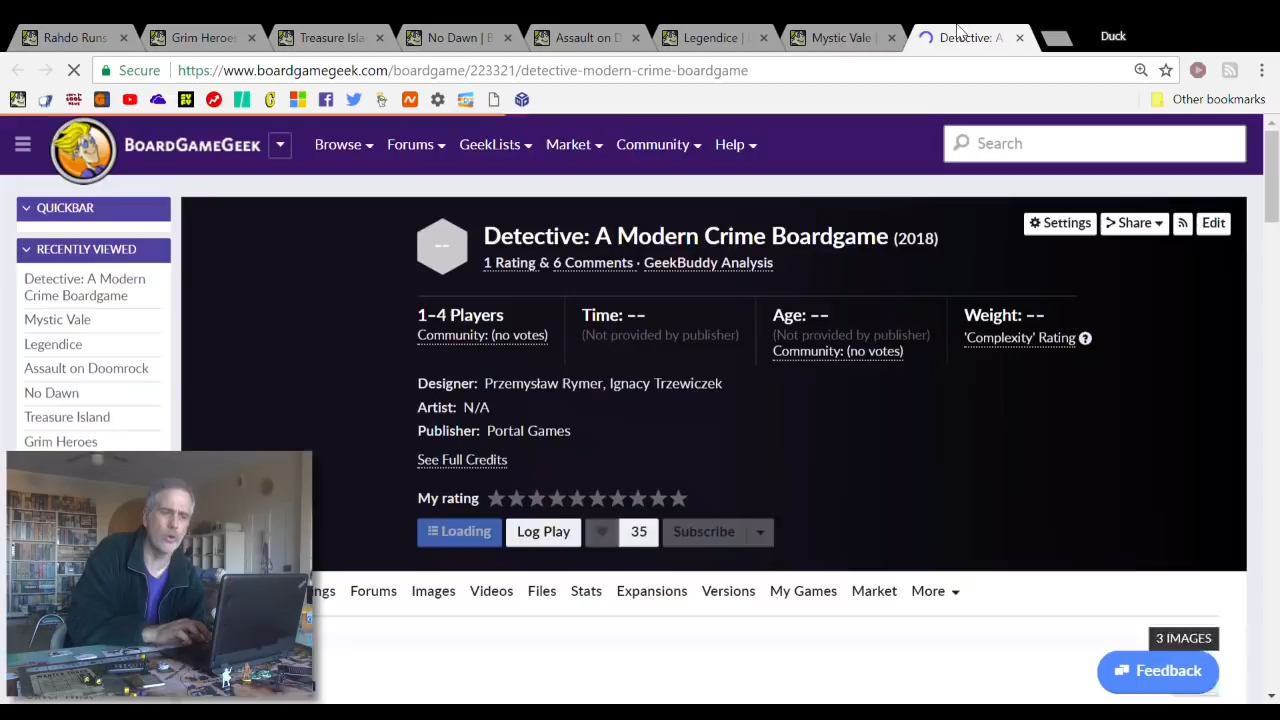 Rahdo Runs
Grim Heroes
Treasure Isla
No Dawn | B
Assault on D
Legendice |
Mystic Vale |
Detective: A
Duck
Secure
https://www.boardgamegeek.com/boardgame/223321/detective-modern-crime-boardgame
Other bookmarks
BOARDGAMEGEEK
Browse
Forums
GeekLists
Market
Community
Help
Search
QUICKBAR
RECENTLY VIEWED
Detective: A Modern
Crime Boardgame
Mystic Vale
Legendice
Assault on Doomrock
No Dawn
Treasure Island
Grim Heroes
Settings
Share
Edit
--
Detective: A Modern Crime Boardgame (2018)
1 Rating & 6 Comments · GeekBuddy Analysis
1–4 Players
Community: (no votes)
Time: --
(Not provided by publisher)
Age: --
(Not provided by publisher)
Community: (no votes)
Weight: --
'Complexity' Rating
Designer: Przemysław Rymer, Ignacy Trzewiczek
Artist: N/A
Publisher: Portal Games
See Full Credits
My rating
Loading
Log Play
35
Subscribe
ngs
Forums
Images
Videos
Files
Stats
Expansions
Versions
My Games
Market
More
3 IMAGES
Feedback